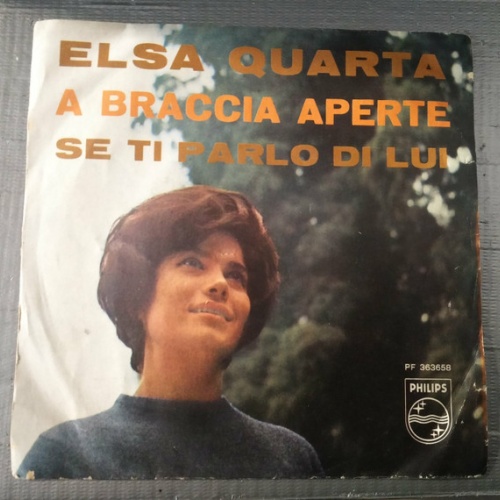 ELSA QUARTA
A BRACCIA APERTE
SE TI PARLO DI LUI
PF 363658
PHILIPS